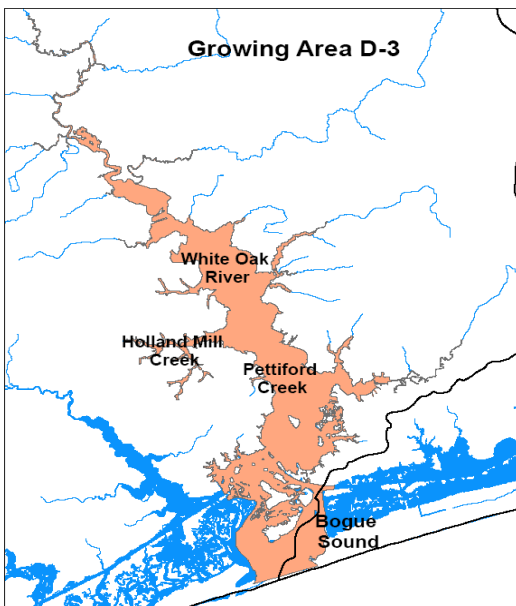 Growing Area D-3
White Oak
River
Holland Mill
Creek
Pettiford
Creek
Bogue
Sound